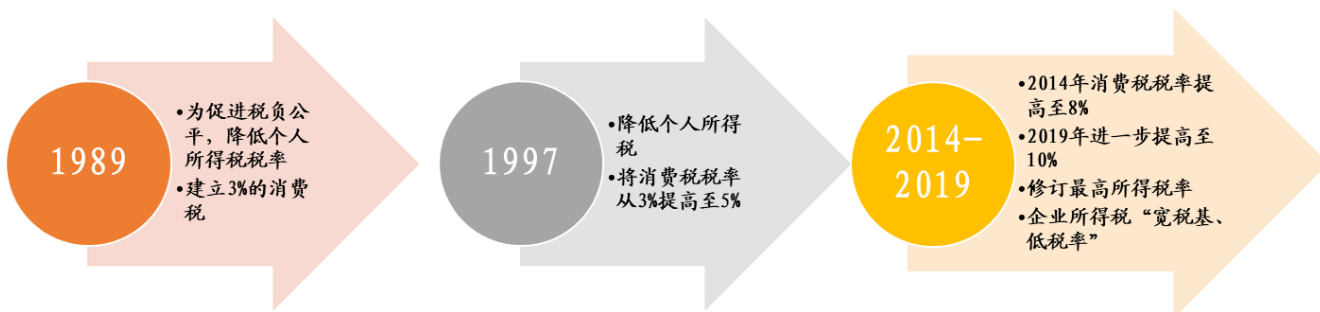 1989
•为促进税负公
平，降低个人
所得税税率
•建立3%的消费
税
1997
•降低个人所得
税
•将消费税税率
从3%提高至5%
2014-
2019
•2014年消费税税率提
高至8%
•2019年进一步提高至
10%
•修订最高所得税率
•企业所得税“宽税基、
低税率”